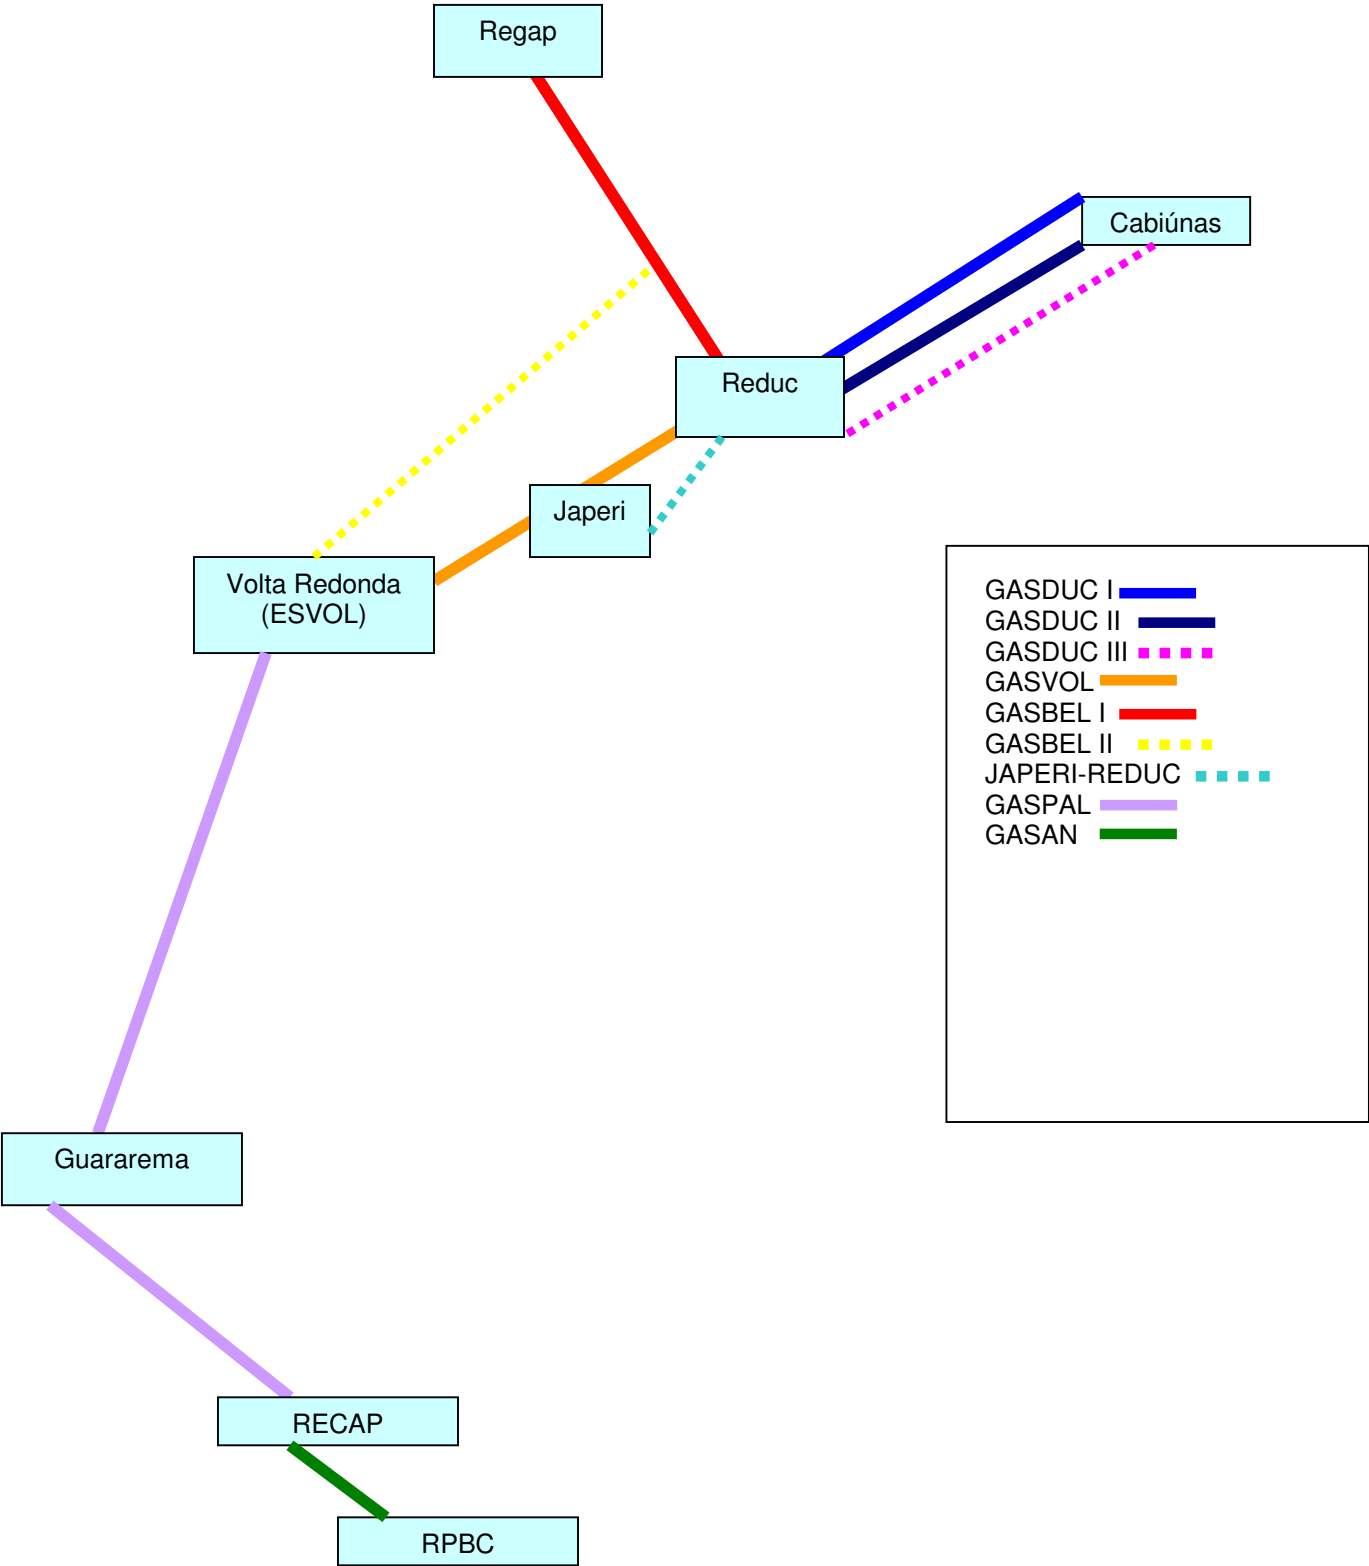 Regap
Cabiúnas
Reduc
Japeri
Volta Redonda
(ESVOL)
GASDUC I
GASDUC II
GASDUC III
GASVOL
GASBEL I
GASBEL II
JAPERI-REDUC
GASPAL
GASAN
Guararema
RECAP
RPBC